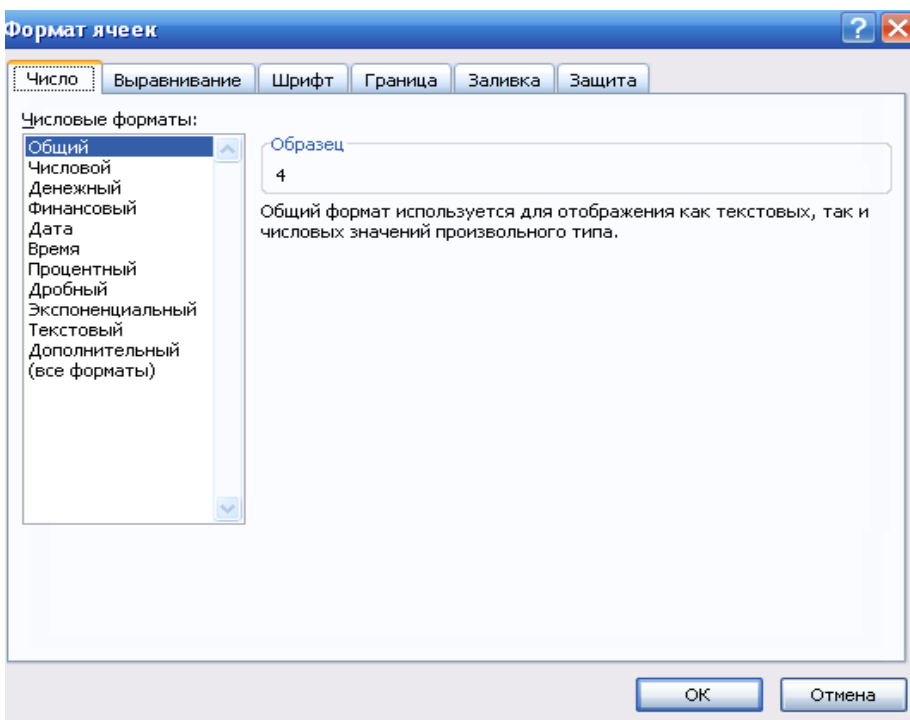 Формат ячеек
Число Выравнивание Шрифт Граница Заливка Защита
Числовые форматы:
Общий
Числовой
Денежный
Финансовый
Дата
Время
Процентный
Дробный
Экспоненциальный
Текстовый
Дополнительный
(все форматы)
Образец
4
Общий формат используется для отображения как текстовых, так и
числовых значений произвольного типа.
ОК Отмена